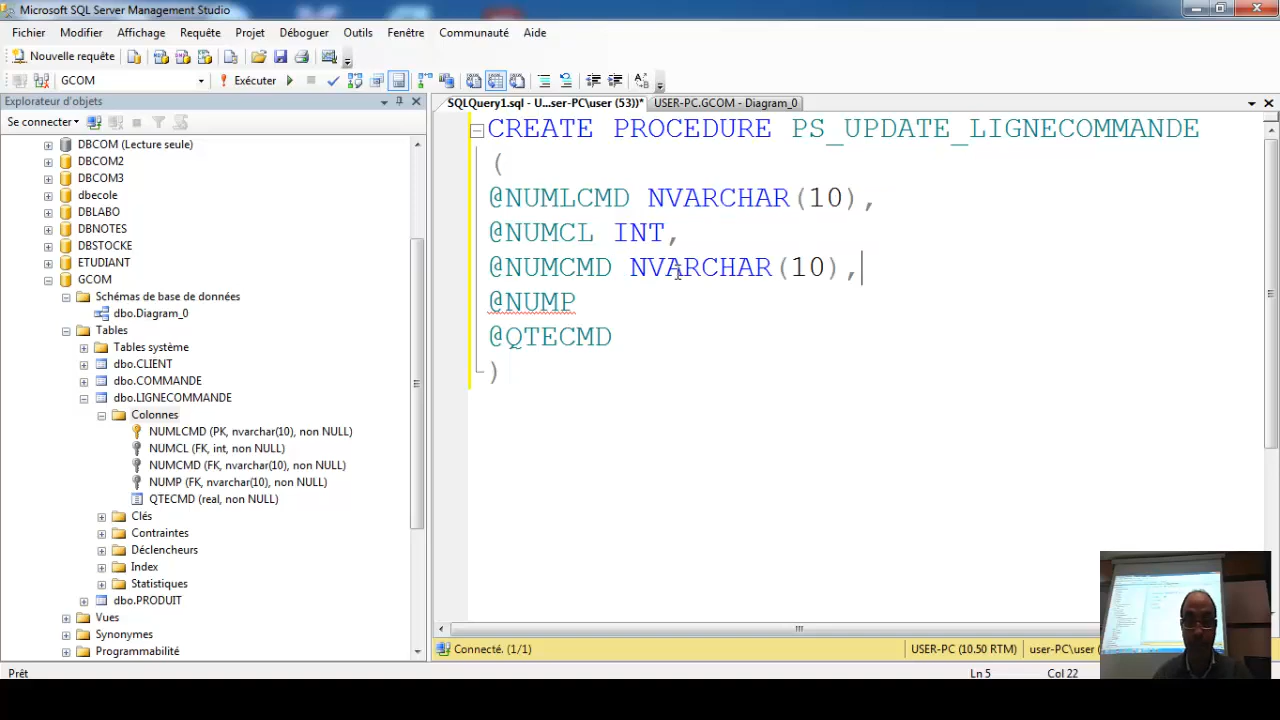 Microsoft SQL Server Management Studio
Fichier Modifier Affichage Requête Projet Déboguer Outils Fenêtre Communauté Aide
Nouvelle requête
GCOM Exécuter
Explorateur d'objets
SQLQuery1.sql - U...ser-PC\user (53))* USER-PC.GCOM - Diagram_0
Se connecter
DBCOM (Lecture seule)
DBCOM2
DBCOM3
dbecole
DBLABO
DBNOTES
DBSTOCKE
ETUDIANT
GCOM
Schémas de base de données
dbo.Diagram_0
Tables
Tables système
dbo.CLIENT
dbo.COMMANDE
dbo.LIGNECOMMANDE
Colonnes
NUMLCMD (PK, nvarchar(10), non NULL)
NUMCL (FK, int, non NULL)
NUMCMD (FK, nvarchar(10), non NULL)
NUMP (FK, nvarchar(10), non NULL)
QTECMD (real, non NULL)
Clés
Contraintes
Déclencheurs
Index
Statistiques
dbo.PRODUIT
Vues
Synonymes
Programmabilité
CREATE PROCEDURE PS_UPDATE_LIGNECOMMANDE
(
@NUMLCMD NVARCHAR(10),
@NUMCL INT,
@NUMCMD NVARCHAR(10),
@NUMP
@QTECMD
)
Connecté. (1/1) USER-PC (10.50 RTM) user-PC\user (
Prêt Ln 5 Col 22